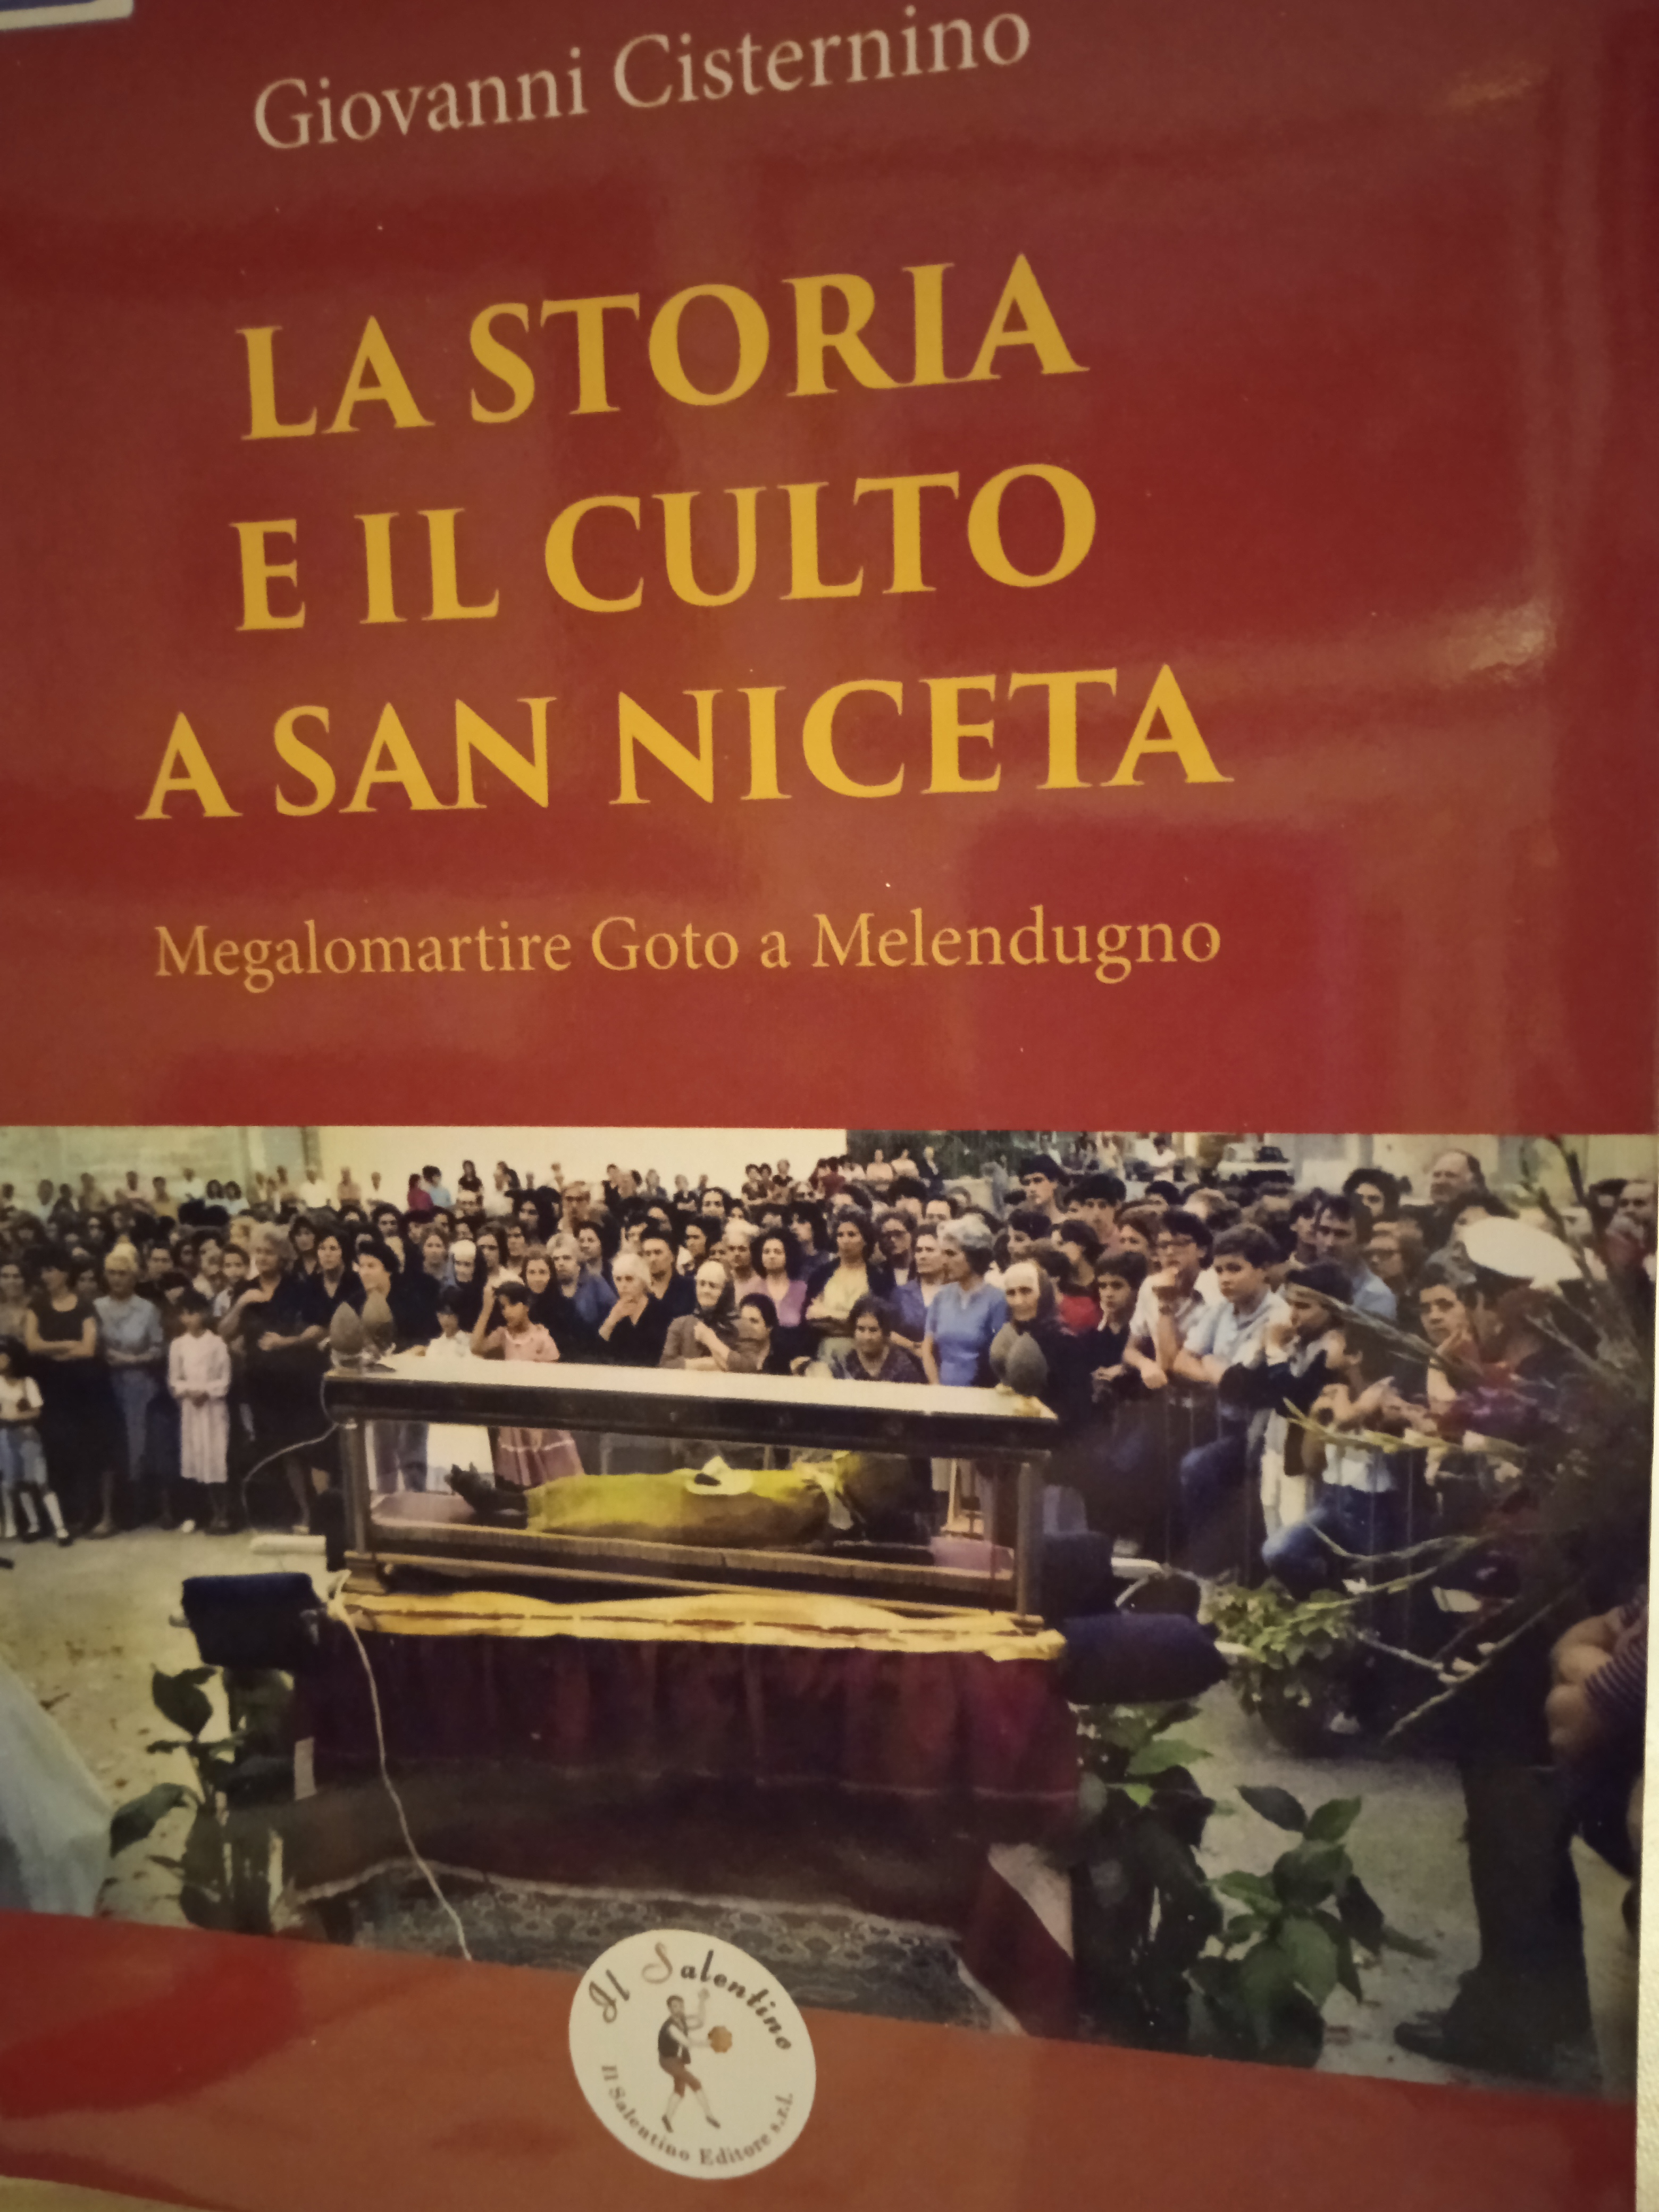 Giovanni Cisternino
LA STORIA
E IL CULTO
A SAN NICETA
Megalomartire Goto a Melendugno
Il Salentino
Il Salentino Editore s.r.l.